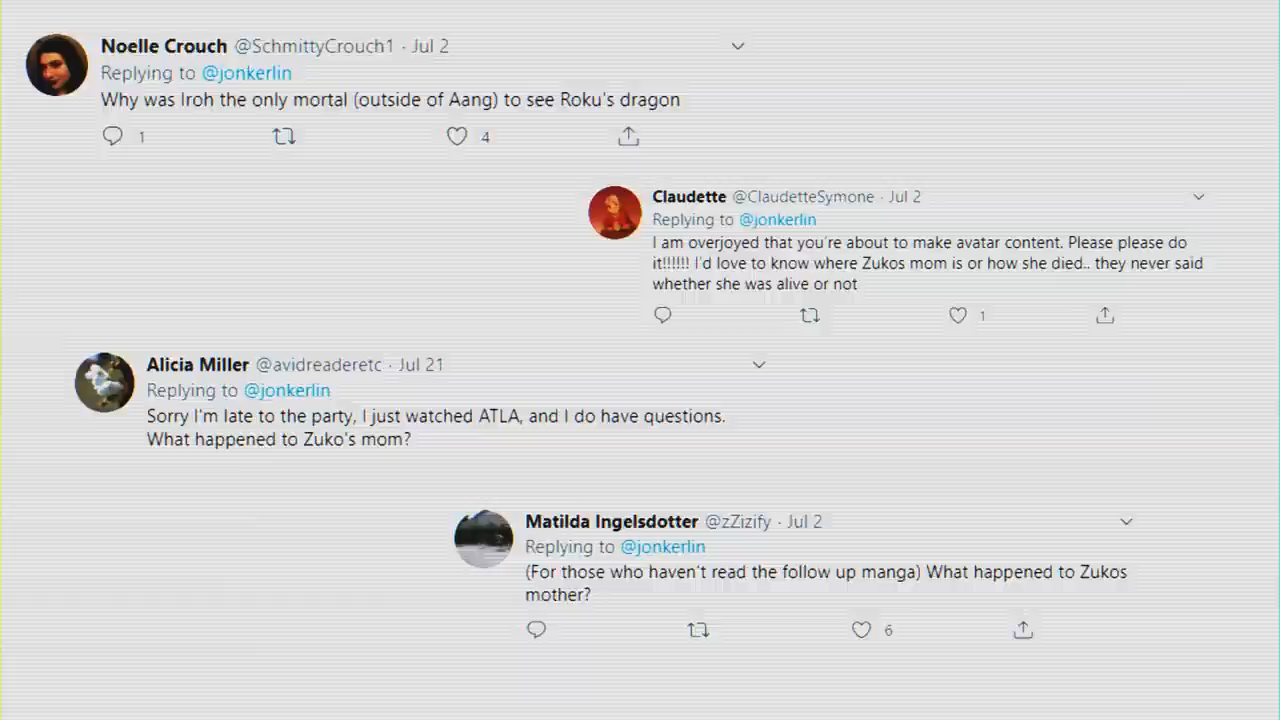 Noelle Crouch @SchmittyCrouch1 · Jul 2
Replying to @jonkerlin
Why was Iroh the only mortal (outside of Aang) to see Roku's dragon
1 4
Claudette @ClaudetteSymone · Jul 2
Replying to @jonkerlin
I am overjoyed that you're about to make avatar content. Please please do
it!!!!!! I'd love to know where Zukos mom is or how she died.. they never said
whether she was alive or not
1
Alicia Miller @avidreaderetc · Jul 21
Replying to @jonkerlin
Sorry I'm late to the party, I just watched ATLA, and I do have questions.
What happened to Zuko's mom?
Matilda Ingelsdotter @zZizify · Jul 2
Replying to @jonkerlin
(For those who haven't read the follow up manga) What happened to Zukos
mother?
6